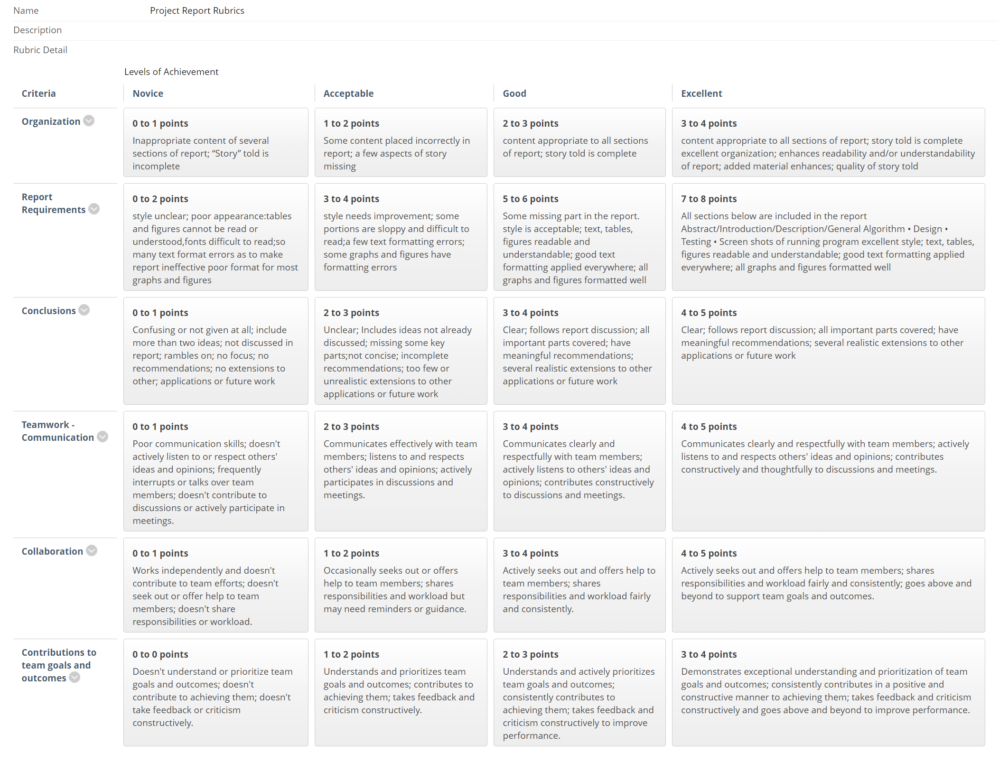 Name Project Report Rubrics
Description
Rubric Detail
Levels of Achievement
Criteria Novice Acceptable Good Excellent
Organization
0 to 1 points
Inappropriate content of several
sections of report; “Story” told is
incomplete
1 to 2 points
Some content placed incorrectly in
report; a few aspects of story
missing
2 to 3 points
content appropriate to all sections
of report; story told is complete
3 to 4 points
content appropriate to all sections of report; story told is complete
excellent organization; enhances readability and/or understandability
of report; added material enhances; quality of story told
Report
Requirements
0 to 2 points
style unclear; poor appearance:tables
and figures cannot be read or
understood,fonts difficult to read;so
many text format errors as to make
report ineffective poor format for most
graphs and figures
3 to 4 points
style needs improvement; some
portions are sloppy and difficult to
read;a few text formatting errors;
some graphs and figures have
formatting errors
5 to 6 points
Some missing part in the report.
style is acceptable; text, tables,
figures readable and
understandable; good text
formatting applied everywhere; all
graphs and figures formatted well
7 to 8 points
All sections below are included in the report
Abstract/Introduction/Description/General Algorithm • Design •
Testing • Screen shots of running program excellent style; text, tables,
figures readable and understandable; good text formatting applied
everywhere; all graphs and figures formatted well
Conclusions
0 to 1 points
Confusing or not given at all; include
more than two ideas; not discussed in
report; rambles on; no focus; no
recommendations; no extensions to
other; applications or future work
2 to 3 points
Unclear; Includes ideas not already
discussed; missing some key
parts;not concise; incomplete
recommendations; too few or
unrealistic extensions to other
applications or future work
3 to 4 points
Clear; follows report discussion; all
important parts covered; have
meaningful recommendations;
several realistic extensions to other
applications or future work
4 to 5 points
Clear; follows report discussion; all important parts covered; have
meaningful recommendations; several realistic extensions to other
applications or future work
Teamwork -
Communication
0 to 1 points
Poor communication skills; doesn't
actively listen to or respect others'
ideas and opinions; frequently
interrupts or talks over team
members; doesn't contribute to
discussions or actively participate in
meetings.
2 to 3 points
Communicates effectively with team
members; listens to and respects
others' ideas and opinions; actively
participates in discussions and
meetings.
3 to 4 points
Communicates clearly and
respectfully with team members;
actively listens to others' ideas and
opinions; contributes constructively
to discussions and meetings.
4 to 5 points
Communicates clearly and respectfully with team members; actively
listens to and respects others' ideas and opinions; contributes
constructively and thoughtfully to discussions and meetings.
Collaboration
0 to 1 points
Works independently and doesn't
contribute to team efforts; doesn't
seek out or offer help to team
members; doesn't share
responsibilities or workload.
1 to 2 points
Occasionally seeks out or offers
help to team members; shares
responsibilities and workload but
may need reminders or guidance.
3 to 4 points
Actively seeks out and offers help to
team members; shares
responsibilities and workload fairly
and consistently.
4 to 5 points
Actively seeks out and offers help to team members; shares
responsibilities and workload fairly and consistently; goes above and
beyond to support team goals and outcomes.
Contributions to
team goals and
outcomes
0 to 0 points
Doesn't understand or prioritize team
goals and outcomes; doesn't
contribute to achieving them; doesn't
take feedback or criticism
constructively.
1 to 2 points
Understands and prioritizes team
goals and outcomes; contributes to
achieving them; takes feedback and
criticism constructively.
2 to 3 points
Understands and actively prioritizes
team goals and outcomes;
consistently contributes to
achieving them; takes feedback and
criticism constructively to improve
performance.
3 to 4 points
Demonstrates exceptional understanding and prioritization of team
goals and outcomes; consistently contributes in a positive and
constructive manner to achieving them; takes feedback and criticism
constructively and goes above and beyond to improve performance.